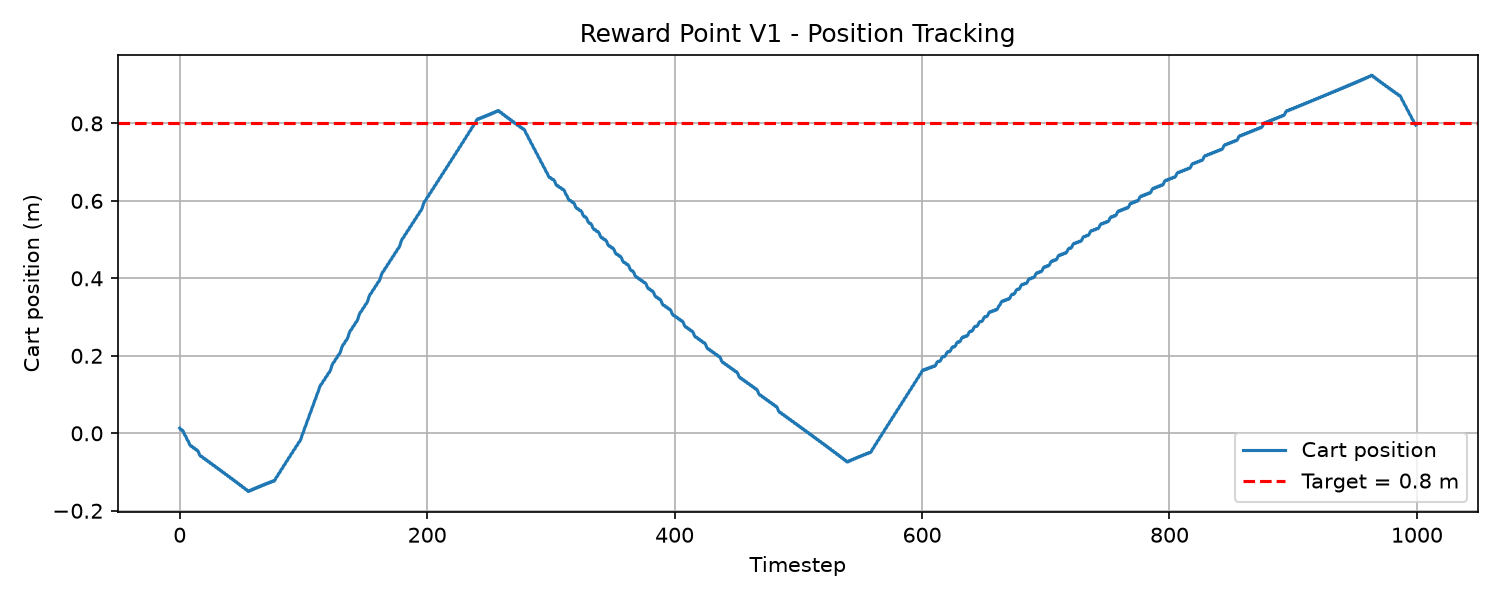 Reward Point V1 - Position Tracking
Cart position (m)
0.8
0.6
0.4
0.2
0.0
−0.2
0
200
400
600
800
1000
Timestep
Cart position
Target = 0.8 m